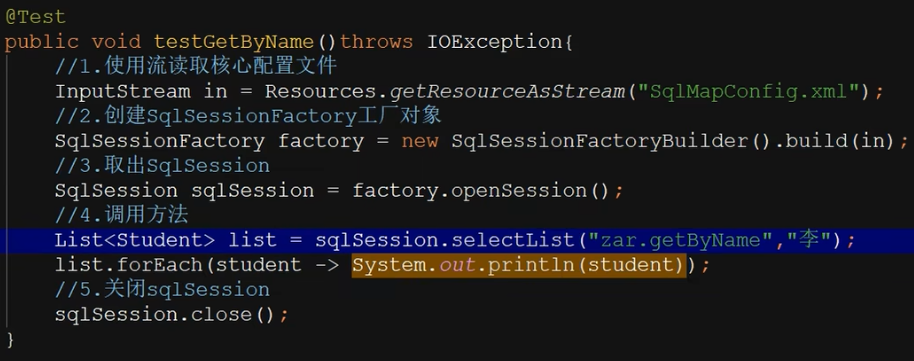 @Test
public void testGetByName()throws IOException{
//1.使用流读取核心配置文件
InputStream in = Resources.getResourceAsStream("SqlMapConfig.xml");
//2.创建SqlSessionFactory工厂对象
SqlSessionFactory factory = new SqlSessionFactoryBuilder().build(in);
//3.取出SqlSession
SqlSession sqlSession = factory.openSession();
//4.调用方法
List<Student> list = sqlSession.selectList("zar.getByName","李");
list.forEach(student -> System.out.println(student));
//5.关闭sqlSession
sqlSession.close();
}